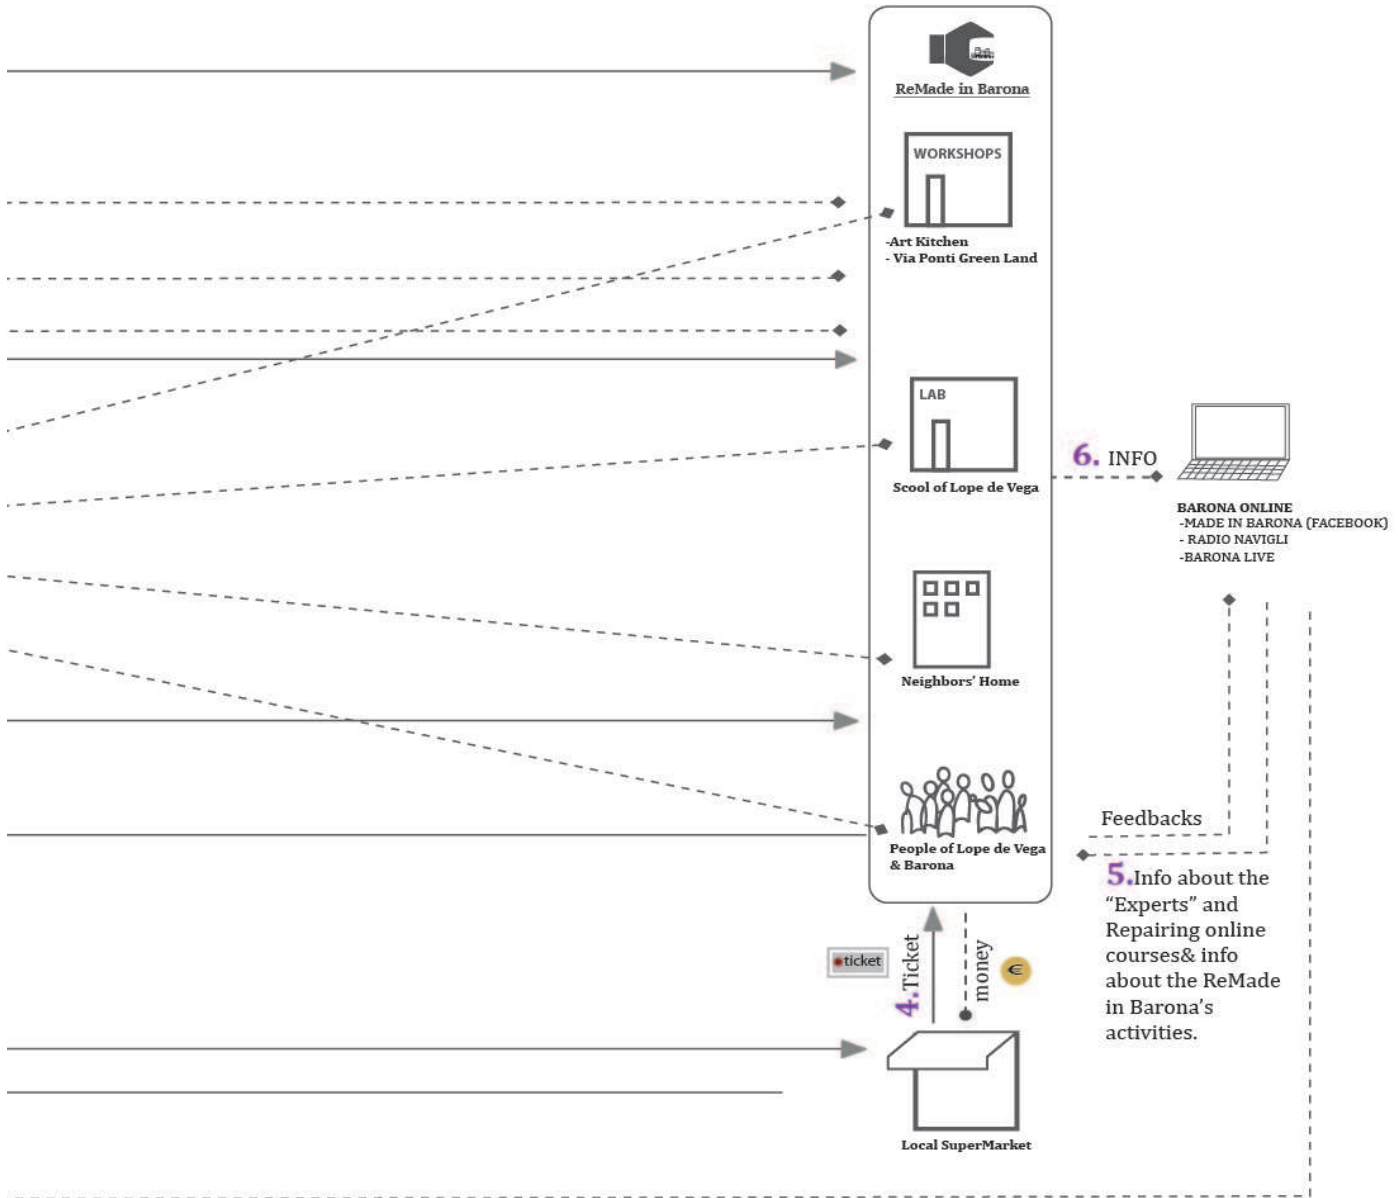 ReMade in Barona
WORKSHOPS
-Art Kitchen
- Via Ponti Green Land
LAB
Scool of Lope de Vega
6. INFO
BARONA ONLINE
-MADE IN BARONA (FACEBOOK)
- RADIO NAVIGLI
-BARONA LIVE
Neighbors’ Home
People of Lope de Vega
& Barona
Feedbacks
5.Info about the
“Experts” and
Repairing online
courses& info
about the ReMade
in Barona’s
activities.
ticket
4.Ticket
money
€
Local SuperMarket